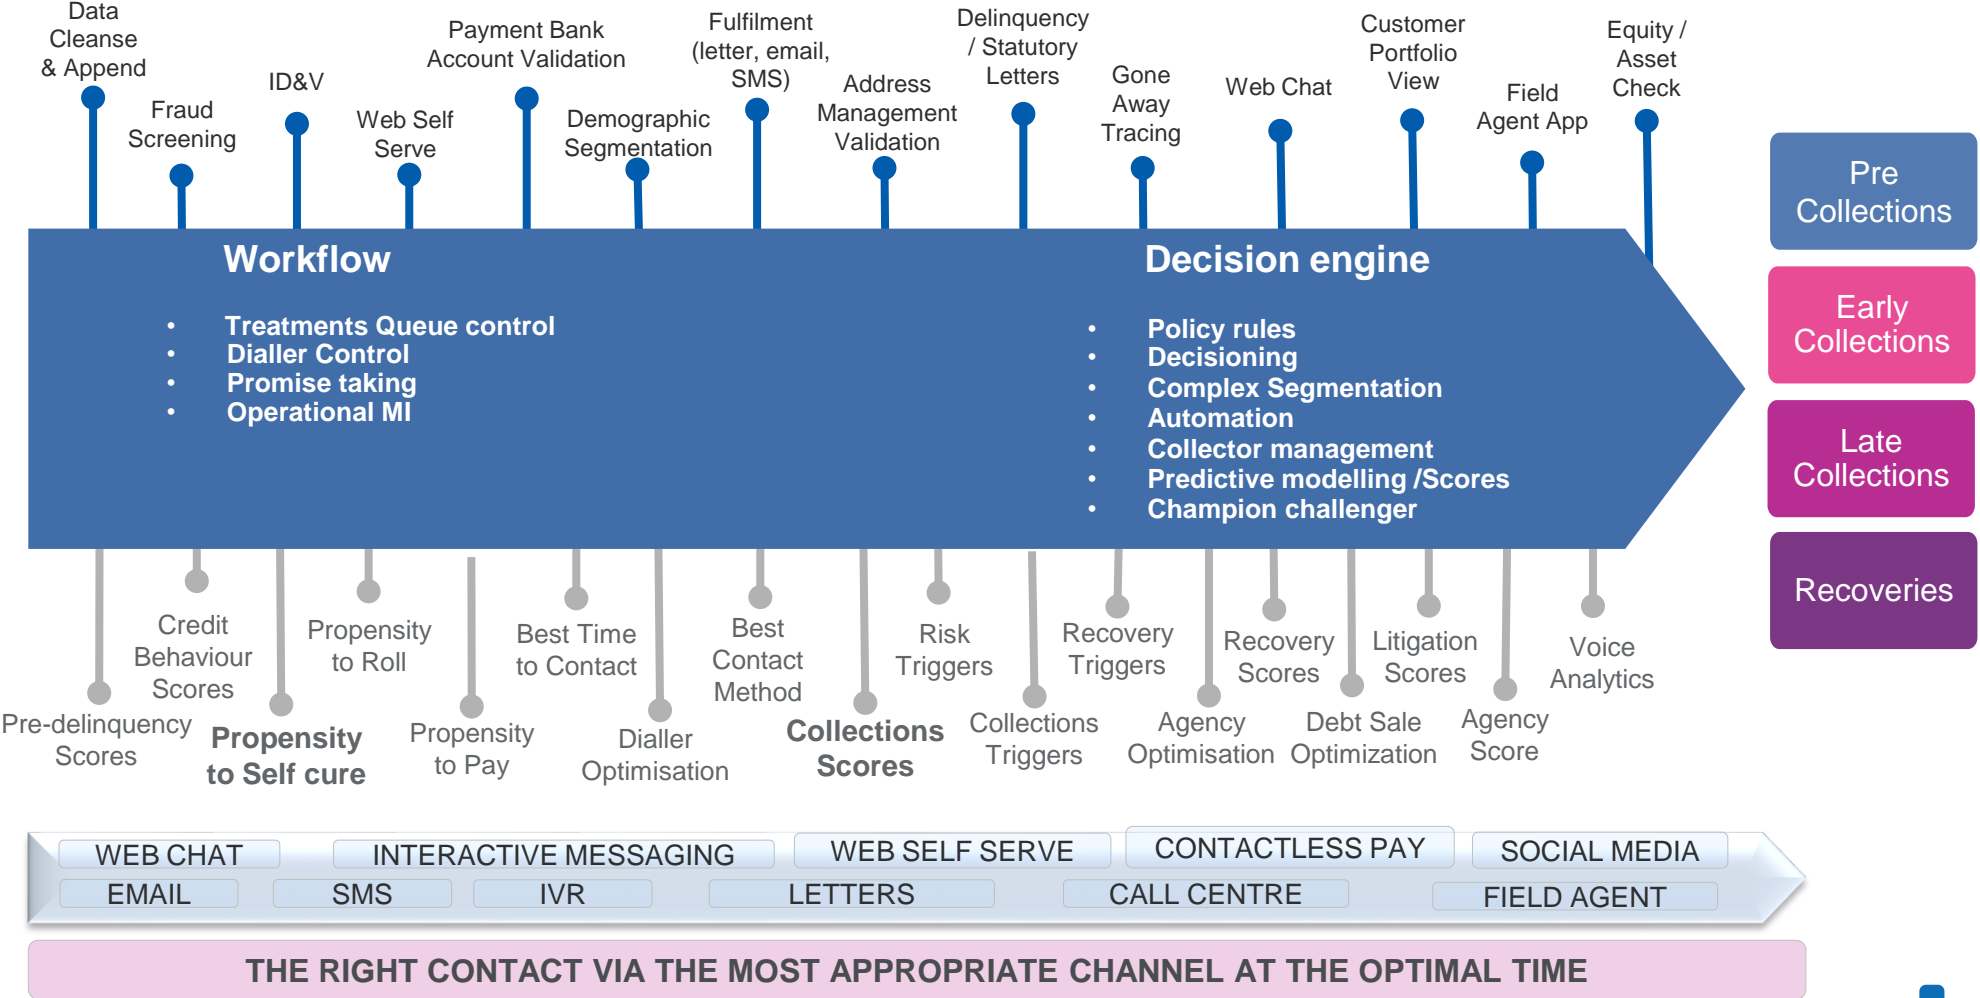 Data
Cleanse
& Append
Fraud
Screening
ID&V
Web Self
Serve
Payment Bank
Account Validation
Demographic
Segmentation
Fulfilment
(letter, email,
SMS)
Address
Management
Validation
Delinquency
/ Statutory
Letters
Gone
Away
Tracing
Web Chat
Customer
Portfolio
View
Field
Agent App
Equity /
Asset
Check
Workflow
• Treatments Queue control
• Dialler Control
• Promise taking
• Operational MI
Decision engine
• Policy rules
• Decisioning
• Complex Segmentation
• Automation
• Collector management
• Predictive modelling /Scores
• Champion challenger
Pre
Collections
Early
Collections
Late
Collections
Recoveries
Pre-delinquency
Scores
Credit
Behaviour
Scores
Propensity
to Self cure
Propensity
to Roll
Propensity
to Pay
Best Time
to Contact
Dialler
Optimisation
Best
Contact
Method
Collections
Scores
Risk
Triggers
Collections
Triggers
Recovery
Triggers
Agency
Optimisation
Recovery
Scores
Debt Sale
Optimization
Litigation
Scores
Agency
Score
Voice
Analytics
WEB CHAT
INTERACTIVE MESSAGING
WEB SELF SERVE
CONTACTLESS PAY
SOCIAL MEDIA
EMAIL
SMS
IVR
LETTERS
CALL CENTRE
FIELD AGENT
THE RIGHT CONTACT VIA THE MOST APPROPRIATE CHANNEL AT THE OPTIMAL TIME